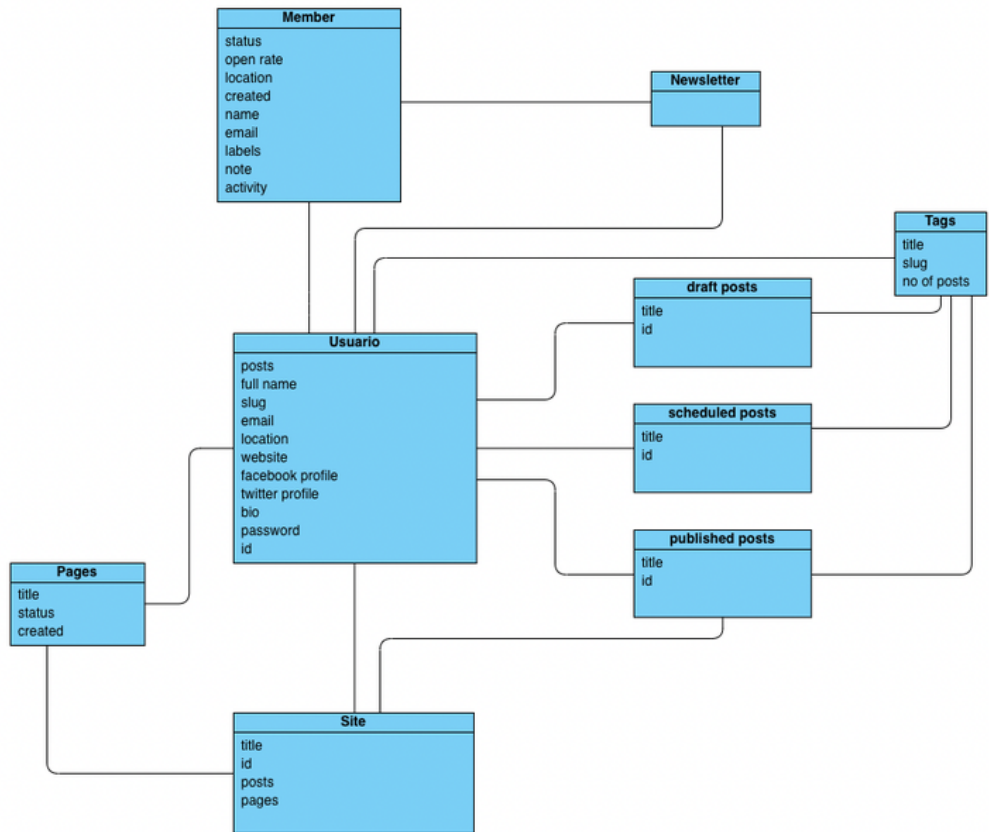 Member
status
open rate
location
created
name
email
labels
note
activity
Newsletter
Tags
title
slug
no of posts
draft posts
title
id
Usuario
posts
full name
slug
email
location
website
facebook profile
twitter profile
bio
password
id
scheduled posts
title
id
published posts
title
id
Pages
title
status
created
Site
title
id
posts
pages